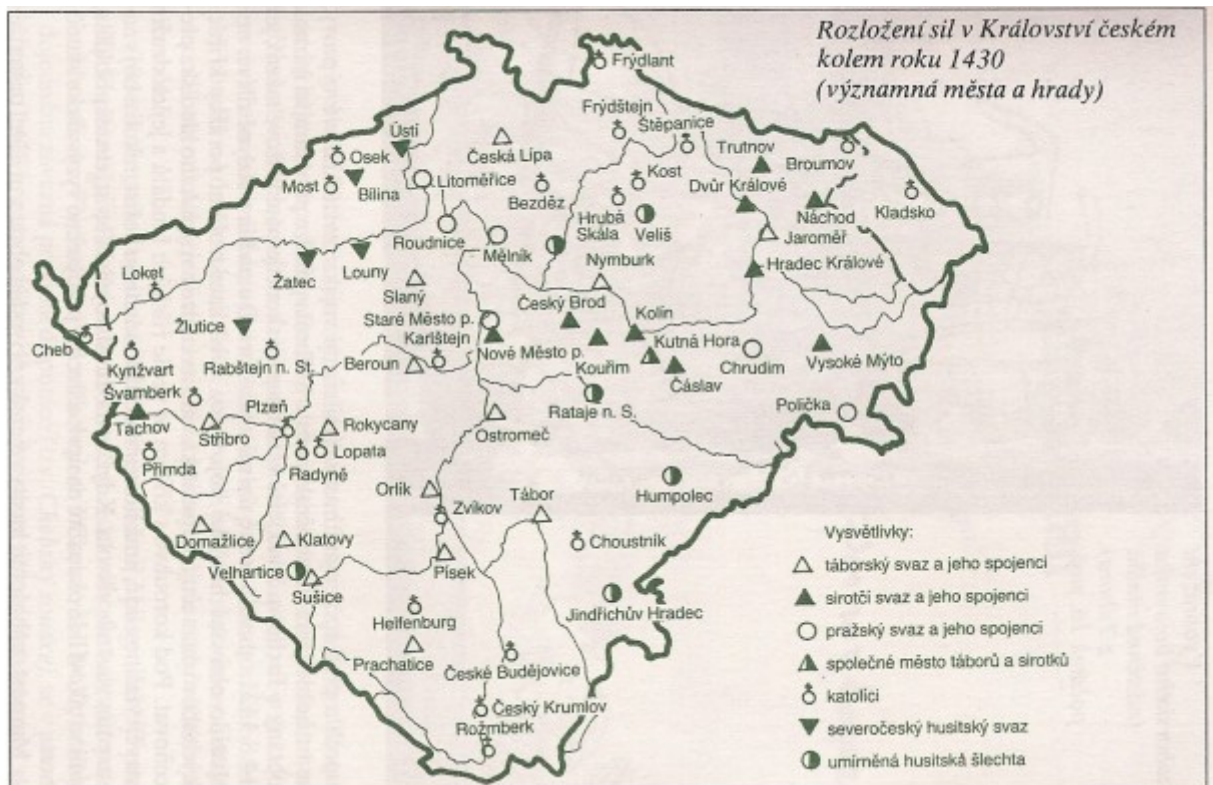 Rozložení sil v Království českém
kolem roku 1430
(významná města a hrady)
Frýdlant
Frýdštejn
Štěpanice
Ústí
Česká Lípa
Trutnov
Broumov
Osek
Most
Bílina
Litoměřice
Bezděz
Kost
Dvůr Králové
Hrubá
Skála
Veliš
Náchod
Kladsko
Roudnice
Mělník
Jaroměř
Loket
Žatec
Louny
Slaný
Nymburk
Hradec Králové
Český Brod
Žlutice
Staré Město p.
Kolín
Cheb
Karlštejn
Nové Město p.
Kutná Hora
Kynžvart
Rabštejn n. St.
Beroun
Kouřim
Chrudim
Vysoké Mýto
Čáslav
Švamberk
Tachov
Plzeň
Rataje n. S.
Polička
Stříbro
Rokycany
Ostromeč
Přimda
Radyně
Lopata
Humpolec
Orlík
Zvíkov
Tábor
Domažlice
Klatovy
Choustník
Velhartice
Písek
Sušice
Jindřichův Hradec
Helfenburg
Prachatice
České Budějovice
Český Krumlov
Rožmberk
Vysvětlivky:
táborský svaz a jeho spojenci
sirotčí svaz a jeho spojenci
pražský svaz a jeho spojenci
společné město táborů a sirotků
katolíci
severočeský husitský svaz
umírněná husitská šlechta